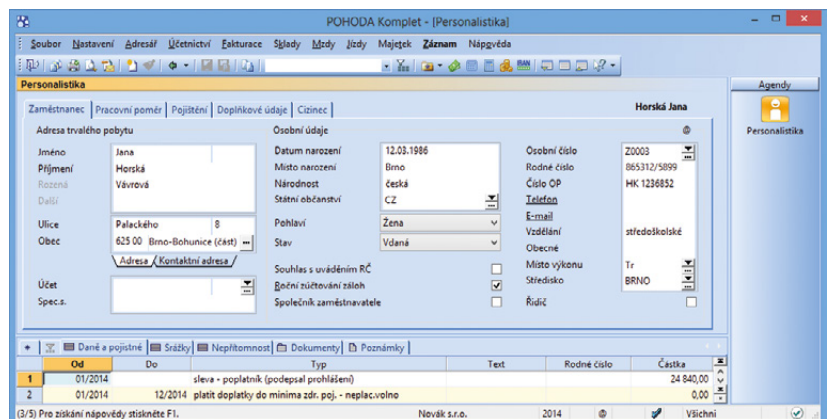 POHODA Komplet - [Personalistika]
Soubor Nastavení Adresář Účetnictví Fakturace Sklady Mzdy Jízdy Majetek Záznam Nápověda
Personalistika
Agendy
Zaměstnanec Pracovní poměr Pojištění Doplňkové údaje Cizinec Horská Jana
Personalistika
Adresa trvalého pobytu Osobní údaje @
Jméno Jana Datum narození 12.03.1986 Osobní číslo Z0003
Příjmení Horská Místo narození Brno Rodné číslo 865312/5899
Rozená Vávrová Národnost česká Číslo OP HK 1236852
Další Státní občanství CZ Telefon
E-mail
Ulice Palackého 8 Pohlaví Žena Vzdělání středoškolské
Obec 625 00 Brno-Bohunice (část) Stav Vdaná Obecné
Adresa Kontaktní adresa Souhlas s uváděním RČ Místo výkonu Tr
Účet Roční zúčtování záloh Středisko BRNO
Spec.s. Společník zaměstnavatele Řidič
Daně a pojistné Srážky Nepřítomnost Dokumenty Poznámky
Od Do Typ Text Rodné číslo Částka
1 01/2014 sleva - poplatník (podepsal prohlášení) 24 840,00
2 01/2014 12/2014 platit doplatky do minima zdr. poj. - neplac.volno 0,00
(3/5) Pro získání nápovědy stiskněte F1. Novák s.r.o. 2014 @ Všichni